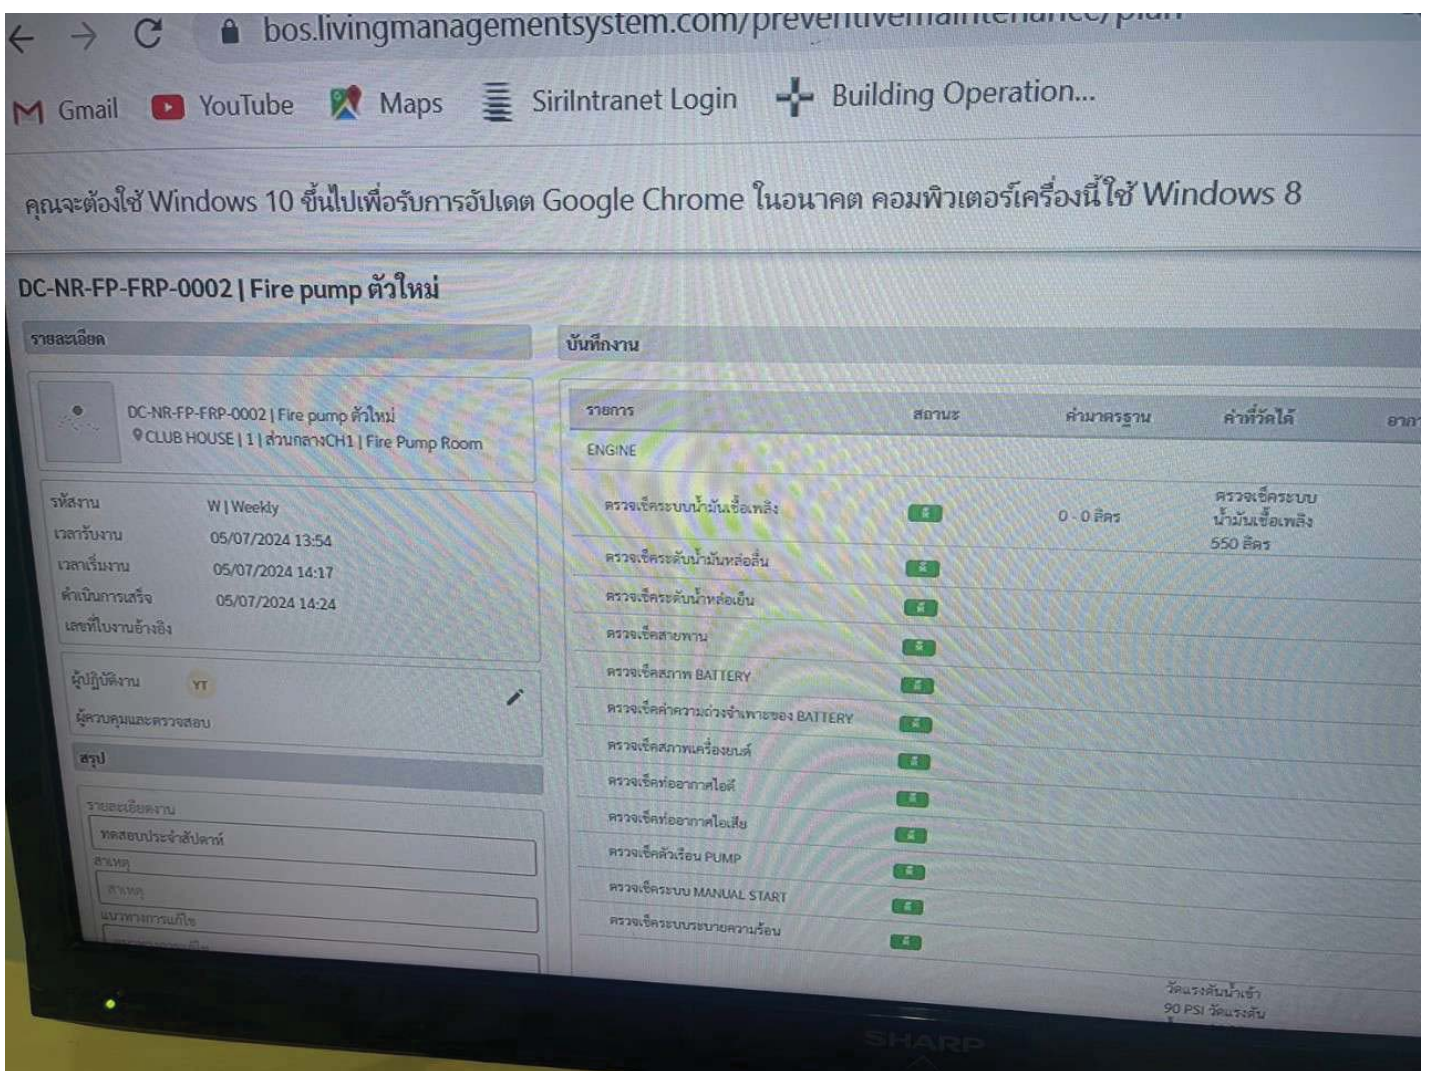 bos.livingmanagementsystem.com/preventivemaintenance/plan
Gmail YouTube Maps SiriIntranet Login Building Operation...
คุณจะต้องใช้ Windows 10 ขึ้นไปเพื่อรับการอัปเดต Google Chrome ในอนาคต คอมพิวเตอร์เครื่องนี้ใช้ Windows 8
DC-NR-FP-FRP-0002 | Fire pump ตัวใหม่
รายละเอียด
DC-NR-FP-FRP-0002 | Fire pump ตัวใหม่
CLUB HOUSE | 1 | ส่วนกลางCH1 | Fire Pump Room
รหัสงาน W | Weekly
เวลารับงาน 05/07/2024 13:54
เวลาเริ่มงาน 05/07/2024 14:17
ดำเนินการเสร็จ 05/07/2024 14:24
เลขที่ใบงานอ้างอิง
ผู้ปฏิบัติงาน YT
ผู้ควบคุมและตรวจสอบ
สรุป
รายละเอียดงาน
ทดสอบประจำสัปดาห์
สาเหตุ
สาเหตุ
แนวทางการแก้ไข
บันทึกงาน
รายการ สถานะ ค่ามาตรฐาน ค่าที่วัดได้
ENGINE
ตรวจเช็คระบบน้ำมันเชื้อเพลิง ดี 0 - 0 ลิตร ตรวจเช็คระบบ
น้ำมันเชื้อเพลิง
550 ลิตร
ตรวจเช็คระดับน้ำมันหล่อลื่น ดี
ตรวจเช็คระดับน้ำหล่อเย็น ดี
ตรวจเช็คสายพาน ดี
ตรวจเช็คสภาพ BATTERY ดี
ตรวจเช็คค่าความถ่วงจำเพาะของ BATTERY ดี
ตรวจเช็คสภาพเครื่องยนต์ ดี
ตรวจเช็คท่ออากาศไอดี ดี
ตรวจเช็คท่ออากาศไอเสีย ดี
ตรวจเช็คตัวเรือน PUMP ดี
ตรวจเช็คระบบ MANUAL START ดี
ตรวจเช็คระบบระบายความร้อน ดี
วัดแรงดันน้ำเข้า
90 PSI วัดแรงดัน
SHARP